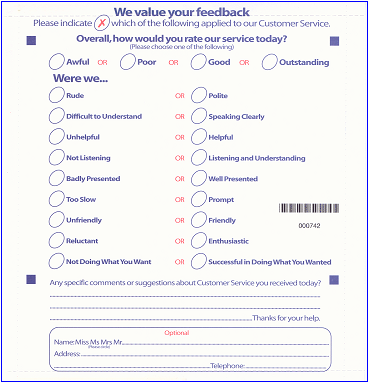 We value your feedback
Please indicate X which of the following applied to our Customer Service.
Overall, how would you rate our service today?
(Please choose one of the following)
Awful OR Poor OR Good OR Outstanding
Were we...
Rude OR Polite
Difficult to Understand OR Speaking Clearly
Unhelpful OR Helpful
Not Listening OR Listening and Understanding
Badly Presented OR Well Presented
Too Slow OR Prompt
Unfriendly OR Friendly
000742
Reluctant OR Enthusiastic
Not Doing What You Want OR Successful in Doing What You Wanted
Any specific comments or suggestions about Customer Service you received today?
Thanks for your help.
Optional
Name: Miss Ms Mrs Mr
(Please circle)
Address:
Telephone: